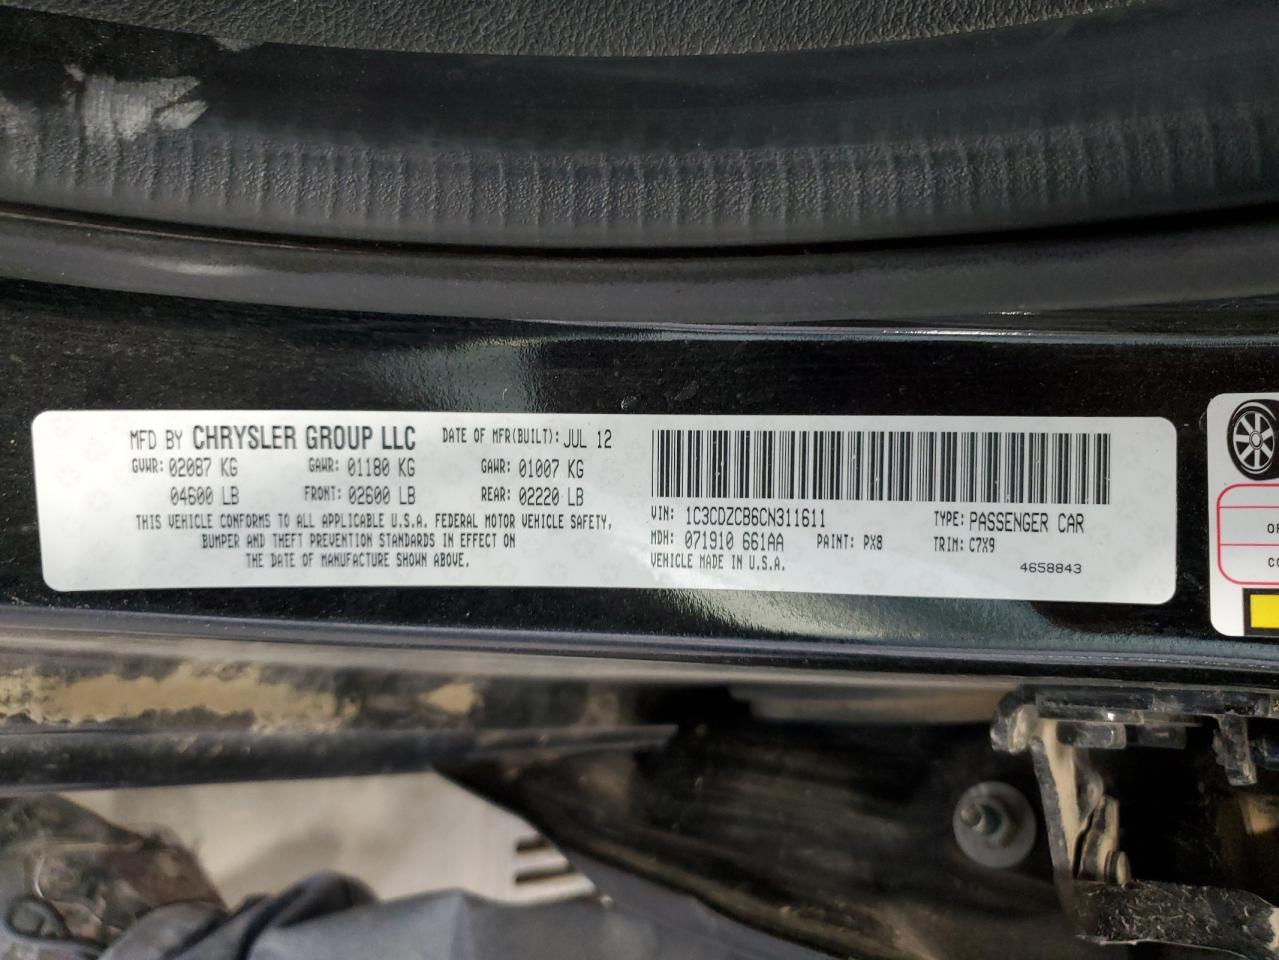 MFD BY CHRYSLER GROUP LLC DATE OF MFR(BUILT): JUL 12
GVWR: 02087 KG GAWR: 01180 KG GAWR: 01007 KG
04600 LB FRONT: 02600 LB REAR: 02220 LB
THIS VEHICLE CONFORMS TO ALL APPLICABLE U.S.A. FEDERAL MOTOR VEHICLE SAFETY,
BUMPER AND THEFT PREVENTION STANDARDS IN EFFECT ON
THE DATE OF MANUFACTURE SHOWN ABOVE.
VIN: 1C3CDZCB6CN311611 TYPE: PASSENGER CAR
MDH: 071910 661AA PAINT: PX8 TRIM: C7X9
VEHICLE MADE IN U.S.A. 4658843